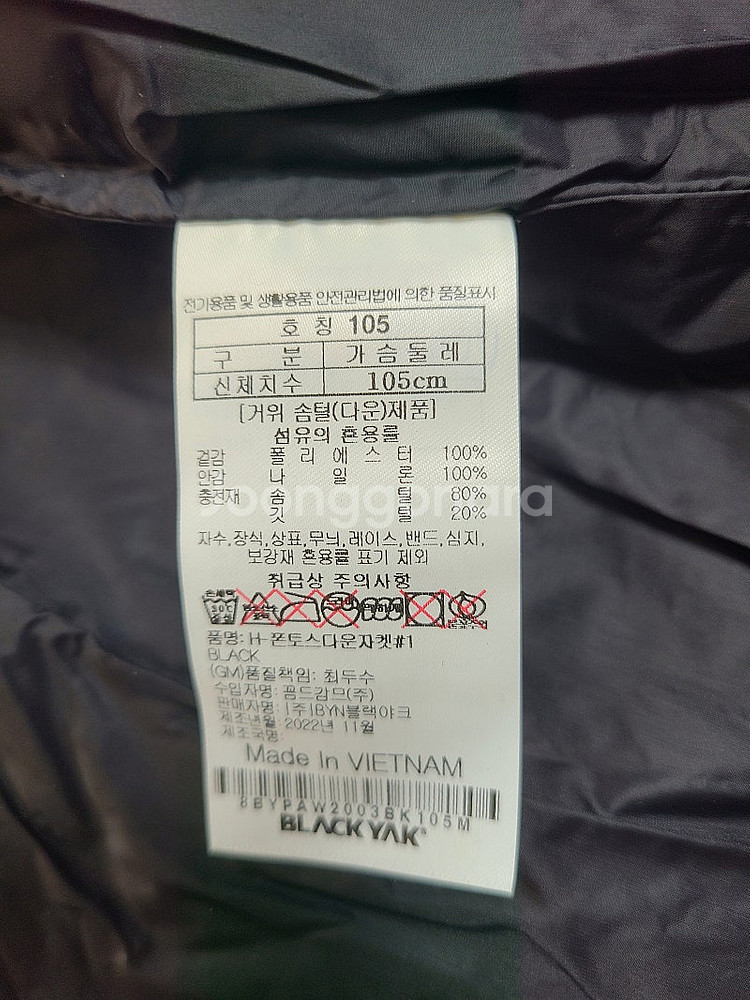 전기용품 및 생활용품 안전관리법에 의한 품질표시
호 칭 105
구 분 가 슴 둘 레
신체치수 105cm
[거위 솜털(다운)제품]
섬유의 혼용률
겉감 폴 리 에 스 터 100%
안감 나 일 론 100%
충전재 솜 털 80%
깃 털 20%
자수,장식,상표,무늬,레이스,밴드,심지,
보강재 혼용률 표기 제외
취급상 주의사항
손세탁
30℃
중성
품명: H-폰토스다운자켓#1
BLACK
(GM)품질책임: 최두수
수입자명: 꼼드감므(주)
판매자명: (주)BYN블랙야크
제조년월: 2022년 11월
제조국명:
Made In VIETNAM
8BYPAW2003BK105M
BLACK YAK